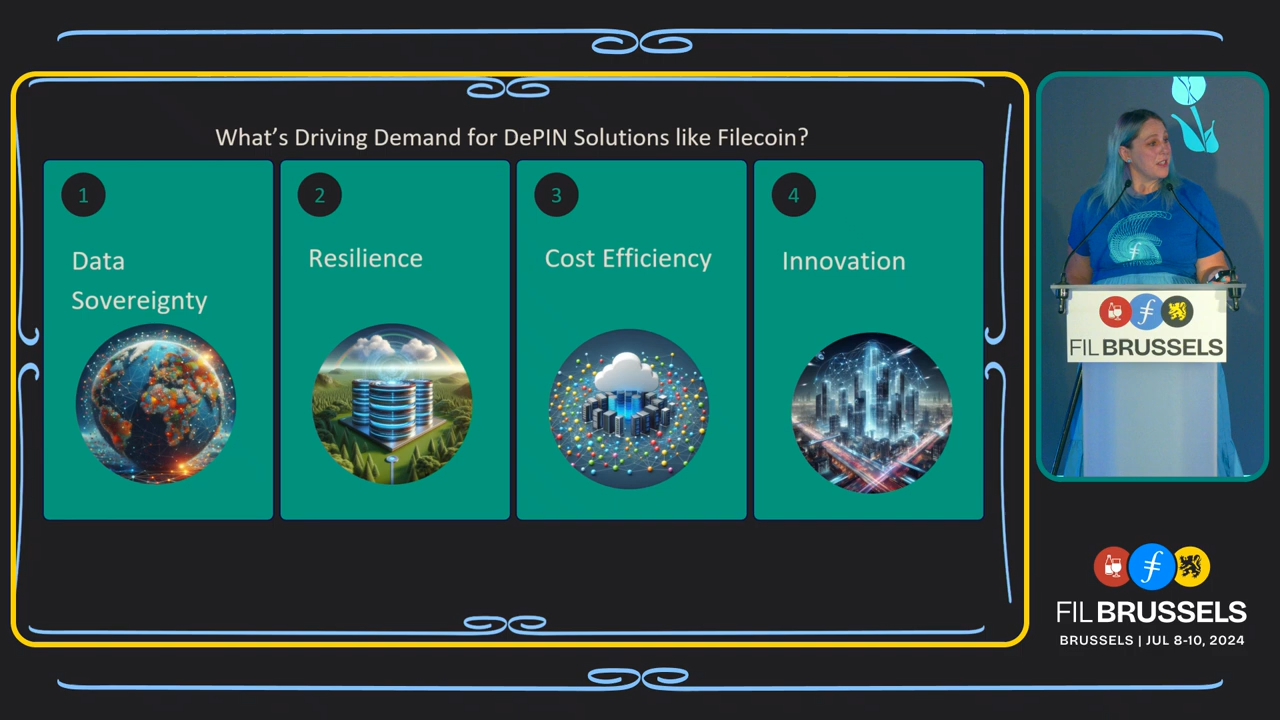 What's Driving Demand for DePIN Solutions like Filecoin?
1
Data
Sovereignty
2
Resilience
3
Cost Efficiency
4
Innovation
FIL BRUSSELS
FIL BRUSSELS
BRUSSELS | JUL 8-10, 2024